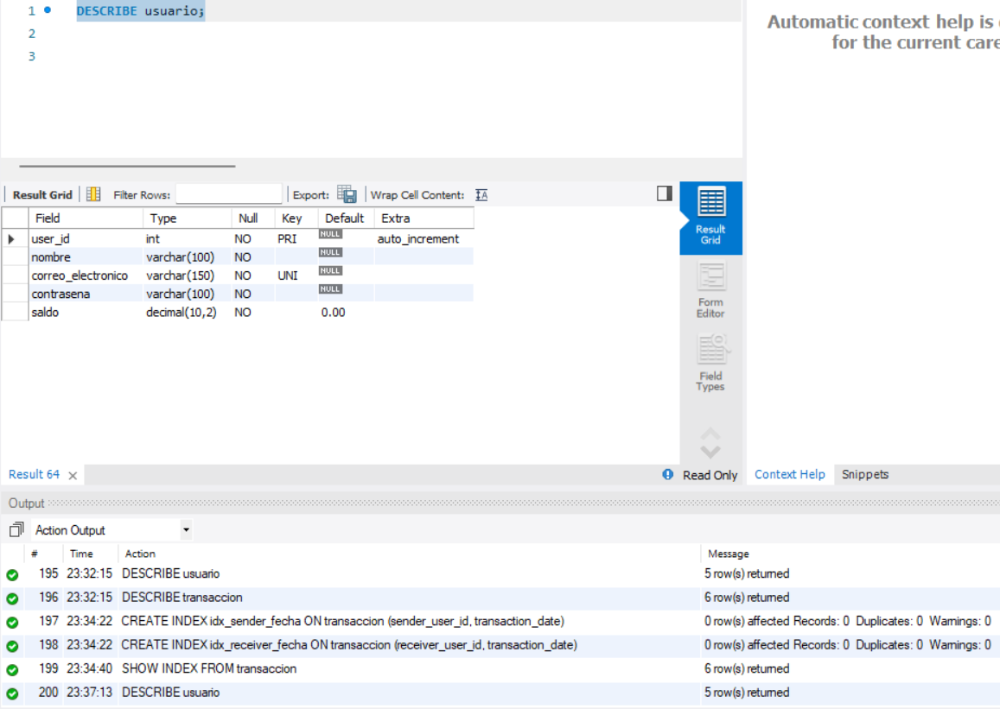 1 DESCRIBE usuario;
2
3
Automatic context help is
for the current
Result Grid Filter Rows: Export: Wrap Cell Content:
Field Type Null Key Default Extra
user_id int NO PRI NULL auto_increment
nombre varchar(100) NO NULL
correo_electronico varchar(150) NO UNI NULL
contrasena varchar(100) NO NULL
saldo decimal(10,2) NO 0.00
Result
Grid
Form
Editor
Field
Types
Result 64
Read Only
Context Help Snippets
Output
Action Output
# Time Action Message
195 23:32:15 DESCRIBE usuario 5 row(s) returned
196 23:32:15 DESCRIBE transaccion 6 row(s) returned
197 23:34:22 CREATE INDEX idx_sender_fecha ON transaccion (sender_user_id, transaction_date) 0 row(s) affected Records: 0 Duplicates: 0 Warnings: 0
198 23:34:22 CREATE INDEX idx_receiver_fecha ON transaccion (receiver_user_id, transaction_date) 0 row(s) affected Records: 0 Duplicates: 0 Warnings: 0
199 23:34:40 SHOW INDEX FROM transaccion 6 row(s) returned
200 23:37:13 DESCRIBE usuario 5 row(s) returned